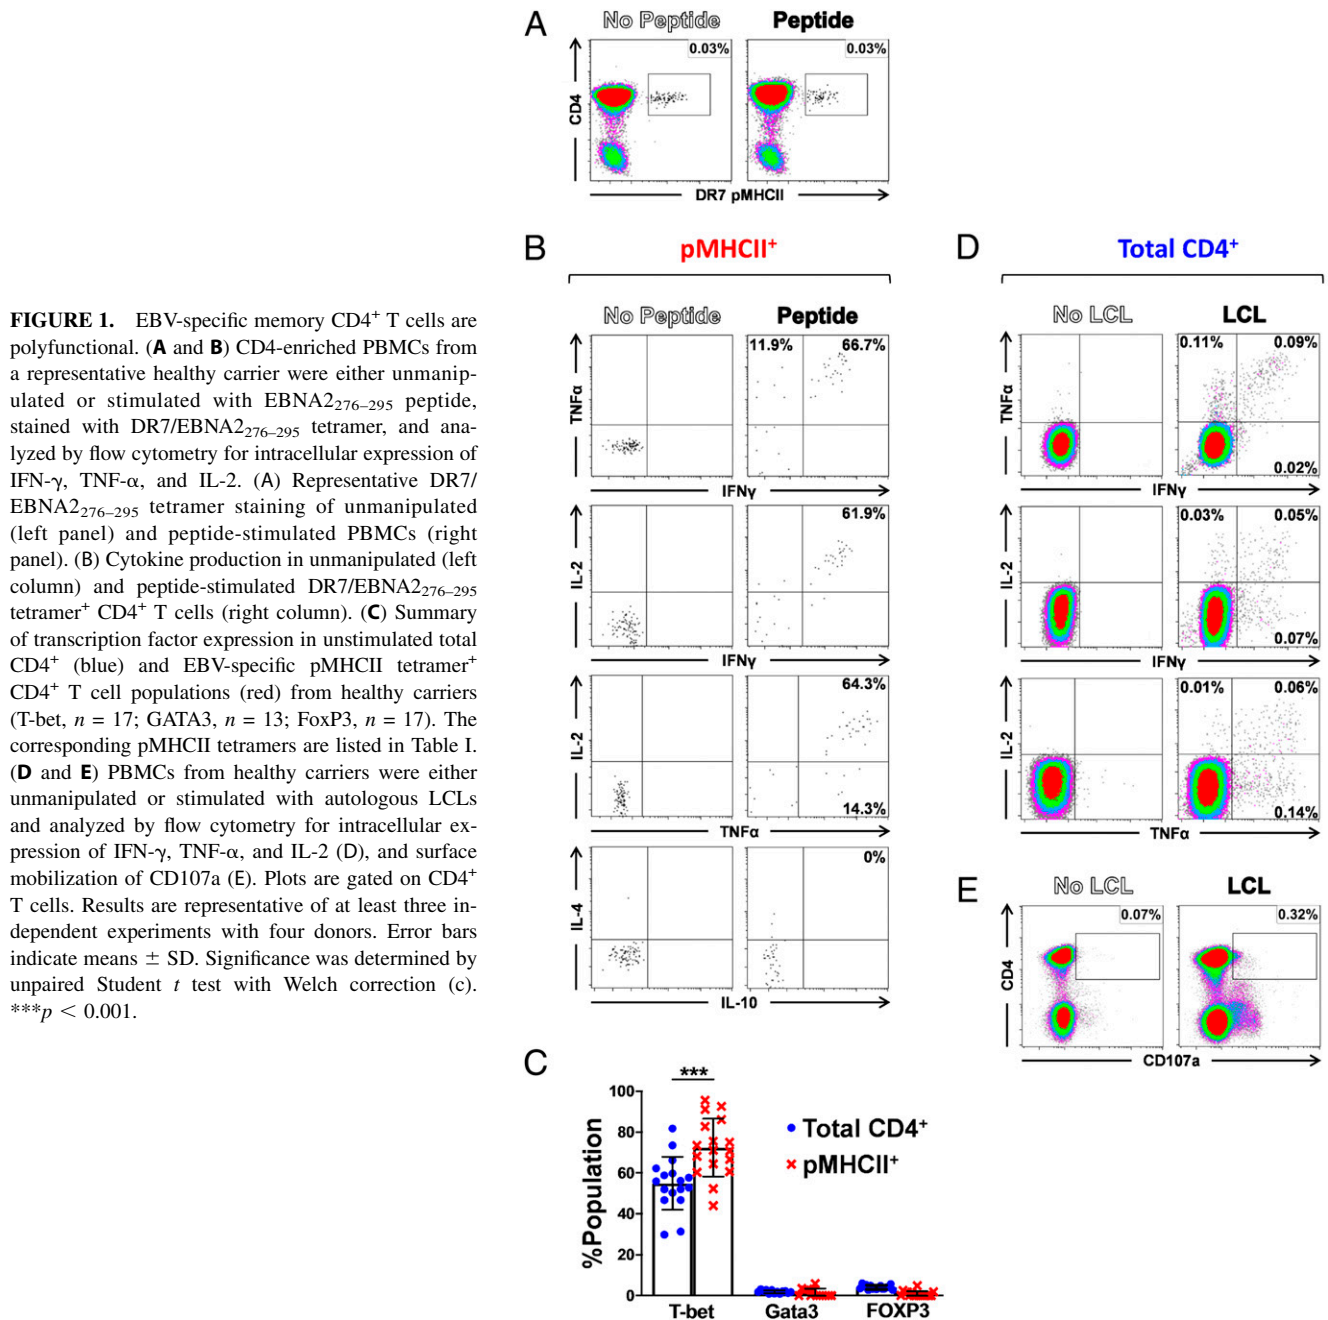 FIGURE 1. EBV-specific memory CD4⁺ T cells are
polyfunctional. (A and B) CD4-enriched PBMCs from
a representative healthy carrier were either unmanip-
ulated or stimulated with EBNA2₂₇₆₋₂₉₅ peptide,
stained with DR7/EBNA2₂₇₆₋₂₉₅ tetramer, and ana-
lyzed by flow cytometry for intracellular expression of
IFN-γ, TNF-α, and IL-2. (A) Representative DR7/
EBNA2₂₇₆₋₂₉₅ tetramer staining of unmanipulated
(left panel) and peptide-stimulated PBMCs (right
panel). (B) Cytokine production in unmanipulated (left
column) and peptide-stimulated DR7/EBNA2₂₇₆₋₂₉₅
tetramer⁺ CD4⁺ T cells (right column). (C) Summary
of transcription factor expression in unstimulated total
CD4⁺ (blue) and EBV-specific pMHCII tetramer⁺
CD4⁺ T cell populations (red) from healthy carriers
(T-bet, n = 17; GATA3, n = 13; FoxP3, n = 17). The
corresponding pMHCII tetramers are listed in Table I.
(D and E) PBMCs from healthy carriers were either
unmanipulated or stimulated with autologous LCLs
and analyzed by flow cytometry for intracellular ex-
pression of IFN-γ, TNF-α, and IL-2 (D), and surface
mobilization of CD107a (E). Plots are gated on CD4⁺
T cells. Results are representative of at least three in-
dependent experiments with four donors. Error bars
indicate means ± SD. Significance was determined by
unpaired Student t test with Welch correction (c).
***p < 0.001.
A
No Peptide Peptide
0.03% 0.03%
CD4
DR7 pMHCII
B
pMHCII⁺
No Peptide Peptide
11.9% 66.7%
TNFα
IFNγ
61.9%
IL-2
IFNγ
64.3%
IL-2
14.3%
TNFα
0%
IL-4
IL-10
C
***
%Population
100
80
60
40
20
0
Total CD4⁺
pMHCII⁺
T-bet Gata3 FOXP3
D
Total CD4⁺
No LCL LCL
0.11% 0.09%
TNFα
0.02%
IFNγ
0.03% 0.05%
IL-2
0.07%
IFNγ
0.01% 0.06%
IL-2
0.14%
TNFα
E
No LCL LCL
0.07% 0.32%
CD4
CD107a